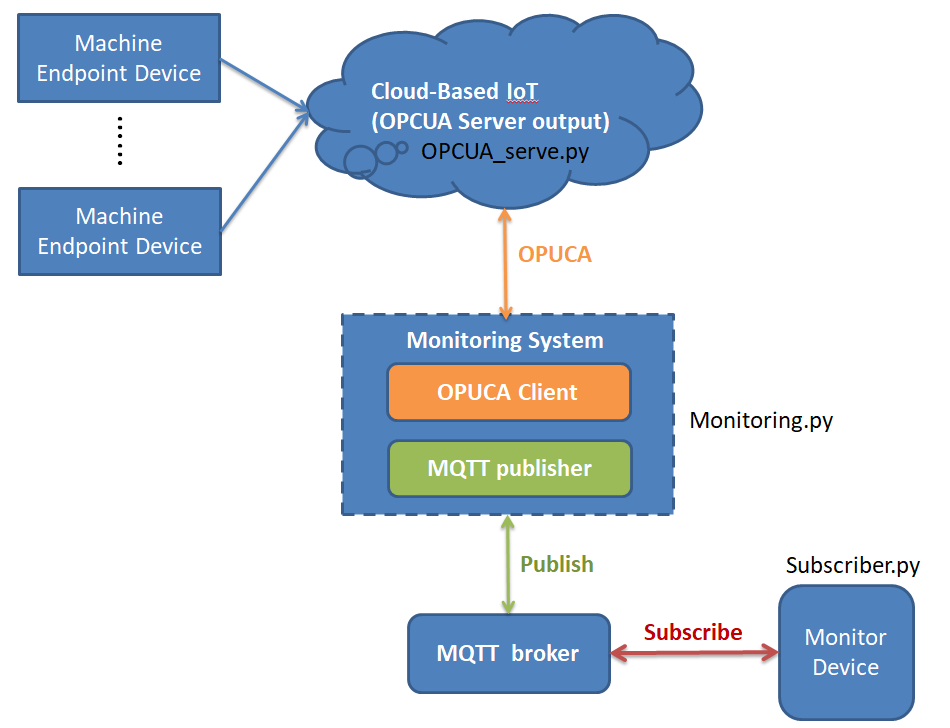 Machine
Endpoint Device
Machine
Endpoint Device
Cloud-Based IoT
(OPCUA Server output)
OPCUA_serve.py
OPUCA
Monitoring System
OPUCA Client
MQTT publisher
Monitoring.py
Publish
MQTT broker
Subscribe
Subscriber.py
Monitor
Device